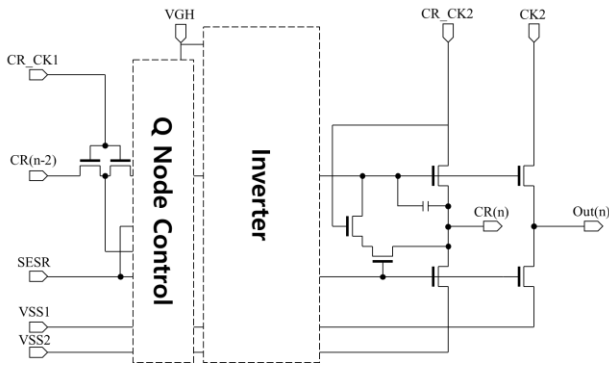 VGH
CR_CK2
CK2
CR_CK1
CR(n-2)
Q Node Control
Inverter
CR(n)
Out(n)
SESR
VSS1
VSS2